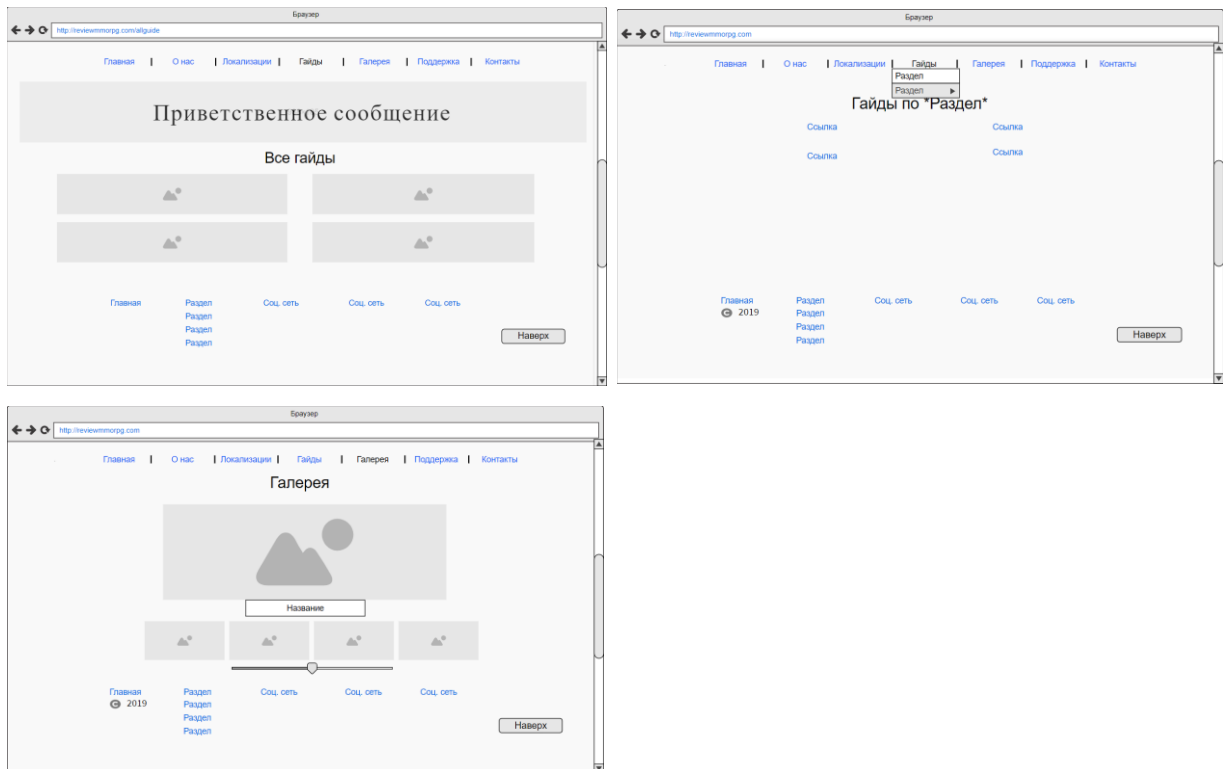 Браузер
http://reviewmmorpg.com/allguide
Главная | О нас | Локализации | Гайды | Галерея | Поддержка | Контакты
Приветственное сообщение
Все гайды
Главная Раздел Соц. сеть Соц. сеть Соц. сеть
Раздел
Раздел
Раздел
Наверх
Браузер
http://reviewmmorpg.com
Главная | О нас | Локализации | Гайды | Галерея | Поддержка | Контакты
Раздел
Раздел
Гайды по *Раздел*
Ссылка Ссылка
Ссылка Ссылка
Главная Раздел Соц. сеть Соц. сеть Соц. сеть
© 2019 Раздел
Раздел
Раздел
Наверх
Браузер
http://reviewmmorpg.com
Главная | О нас | Локализации | Гайды | Галерея | Поддержка | Контакты
Галерея
Название
Главная Раздел Соц. сеть Соц. сеть Соц. сеть
© 2019 Раздел
Раздел
Раздел
Наверх